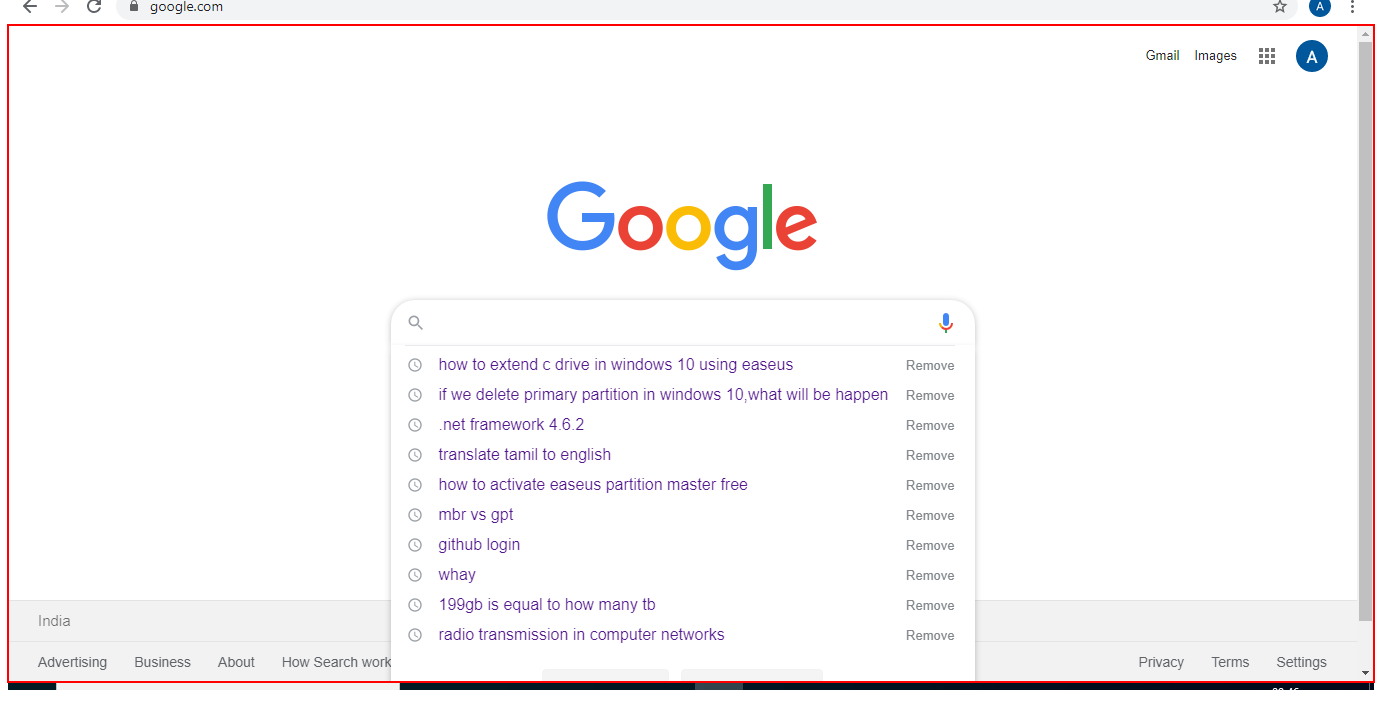 google.com
A
Gmail Images
A
Google
how to extend c drive in windows 10 using easeus Remove
if we delete primary partition in windows 10,what will be happen Remove
.net framework 4.6.2 Remove
translate tamil to english Remove
how to activate easeus partition master free Remove
mbr vs gpt Remove
github login Remove
whay Remove
199gb is equal to how many tb Remove
radio transmission in computer networks Remove
India
Advertising Business About How Search work Privacy Terms Settings